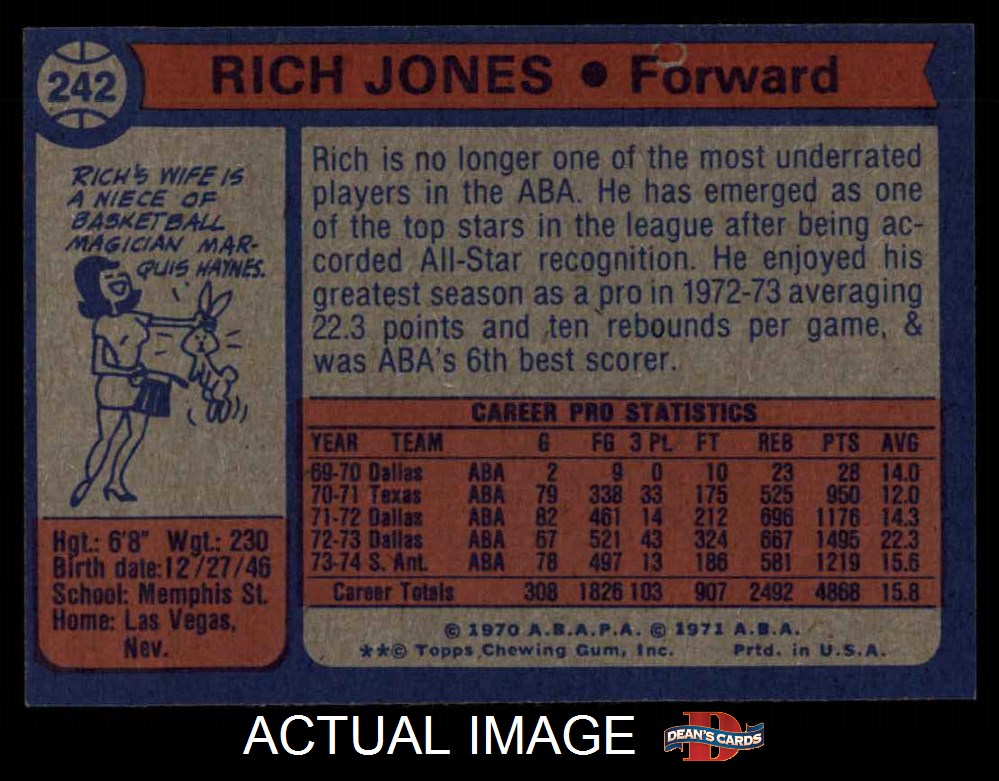 242
RICH JONES • Forward
RICH'S WIFE IS
A NIECE OF
BASKETBALL
MAGICIAN MAR-
QUIS HAYNES.
Rich is no longer one of the most underrated
players in the ABA. He has emerged as one
of the top stars in the league after being ac-
corded All-Star recognition. He enjoyed his
greatest season as a pro in 1972-73 averaging
22.3 points and ten rebounds per game, &
was ABA's 6th best scorer.
CAREER PRO STATISTICS
YEAR TEAM G FG 3 PL FT REB PTS AVG
69-70 Dallas ABA 2 9 0 10 23 28 14.0
70-71 Texas ABA 79 338 33 175 525 950 12.0
71-72 Dallas ABA 82 461 14 212 696 1176 14.3
72-73 Dallas ABA 67 521 43 324 667 1495 22.3
73-74 S. Ant. ABA 78 497 13 186 581 1219 15.6
Career Totals 308 1826 103 907 2492 4868 15.8
Hgt.: 6'8" Wgt.: 230
Birth date: 12/27/46
School: Memphis St.
Home: Las Vegas,
Nev.
© 1970 A.B.A.P.A. © 1971 A.B.A.
**© Topps Chewing Gum, Inc. Prtd. in U.S.A.
ACTUAL IMAGE
D
DEAN'S CARDS